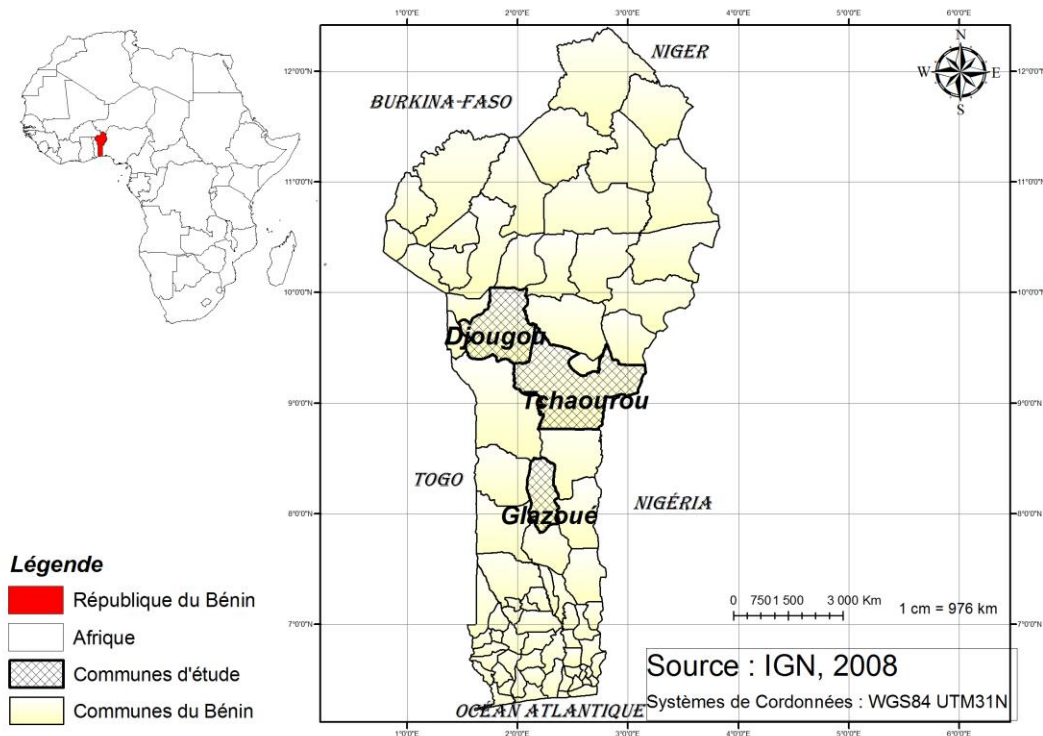 1°0'0"E 2°0'0"E 3°0'0"E 4°0'0"E 5°0'0"E 6°0'0"E
N
W E
S
NIGER
BURKINA-FASO
12°0'0"N 12°0'0"N
11°0'0"N 11°0'0"N
10°0'0"N 10°0'0"N
Djougou
9°0'0"N 9°0'0"N
Tchaourou
TOGO
NIGÉRIA
8°0'0"N 8°0'0"N
Glazoué
7°0'0"N 7°0'0"N
Légende
République du Bénin
Afrique
Communes d'étude
Communes du Bénin
0 750 1 500 3 000 Km
1 cm = 976 km
Source : IGN, 2008
Systèmes de Cordonnées : WGS84 UTM31N
OCÉAN ATLANTIQUE
1°0'0"E 2°0'0"E 3°0'0"E 4°0'0"E 5°0'0"E 6°0'0"E